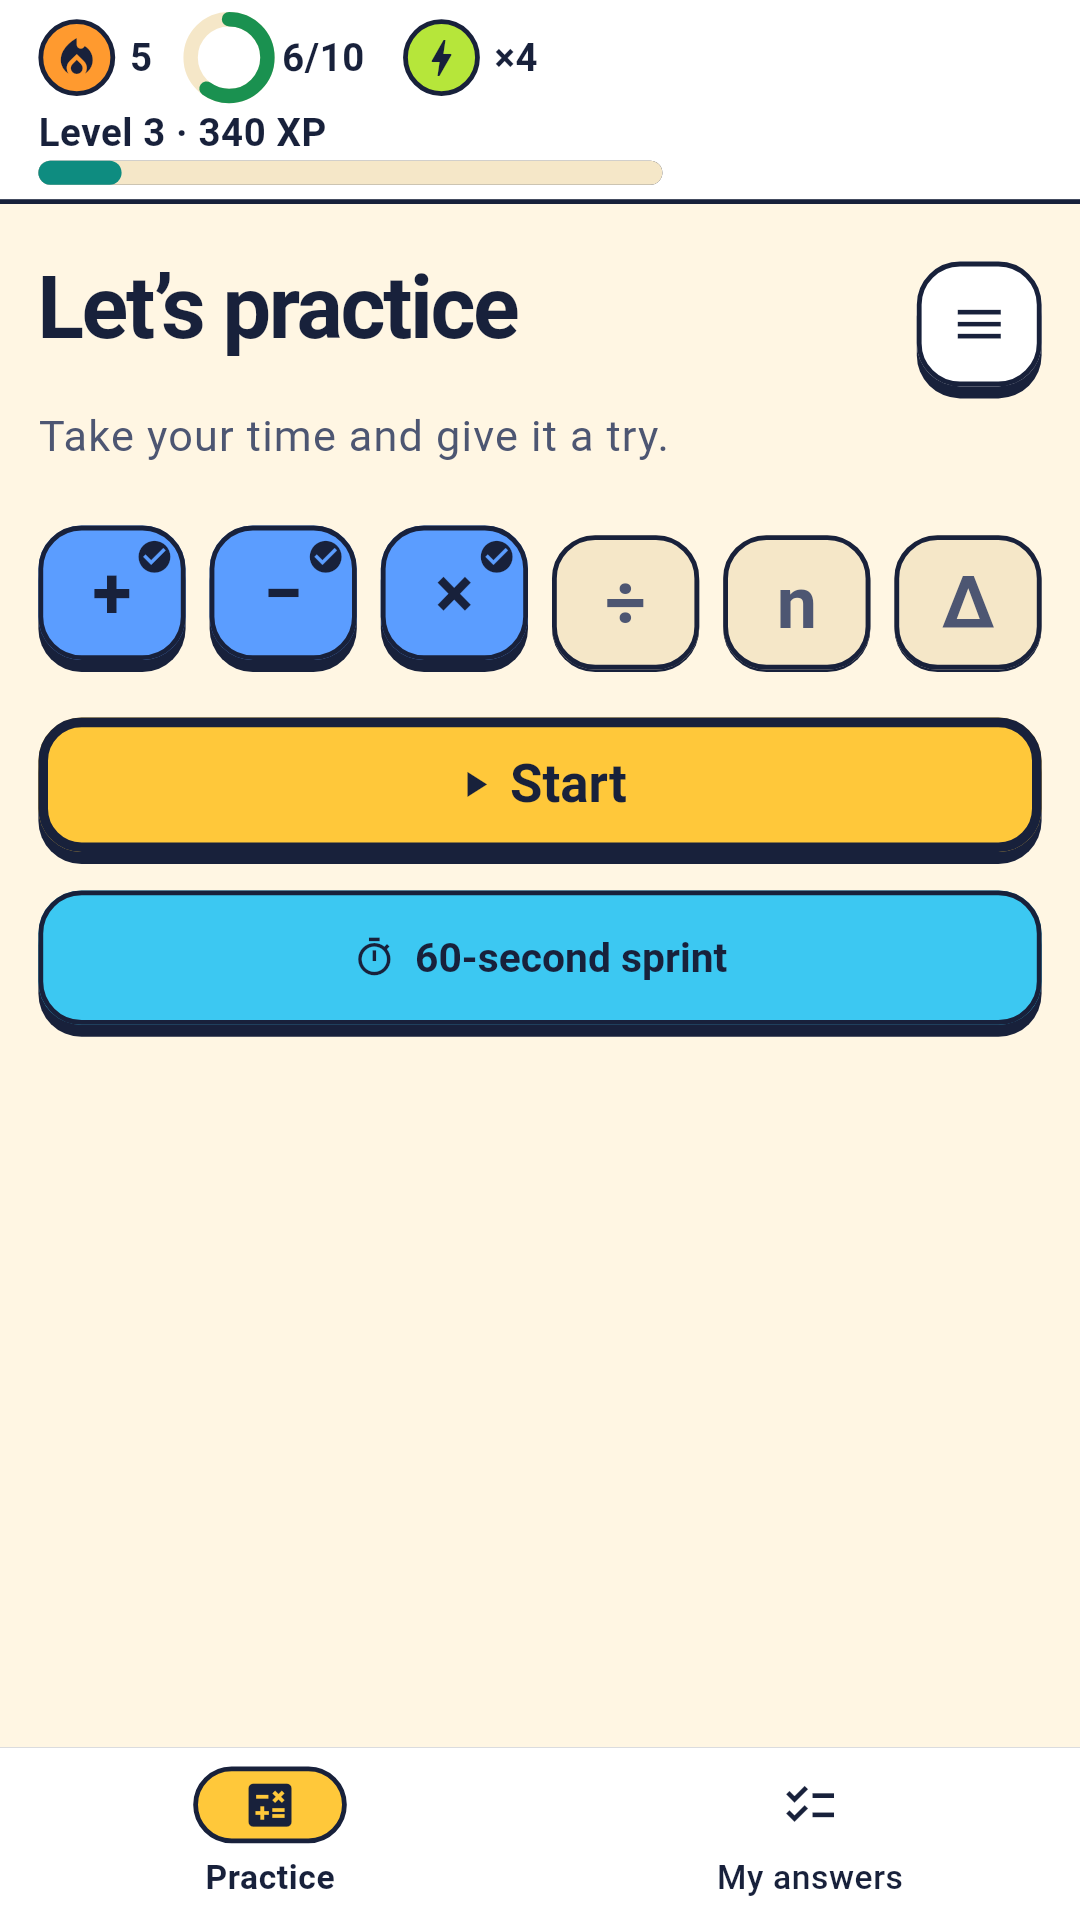 5 6/10 ×4
Level 3 · 340 XP
Let’s practice
Take your time and give it a try.
+ − × ÷ n Δ
Start
60-second sprint
Practice My answers